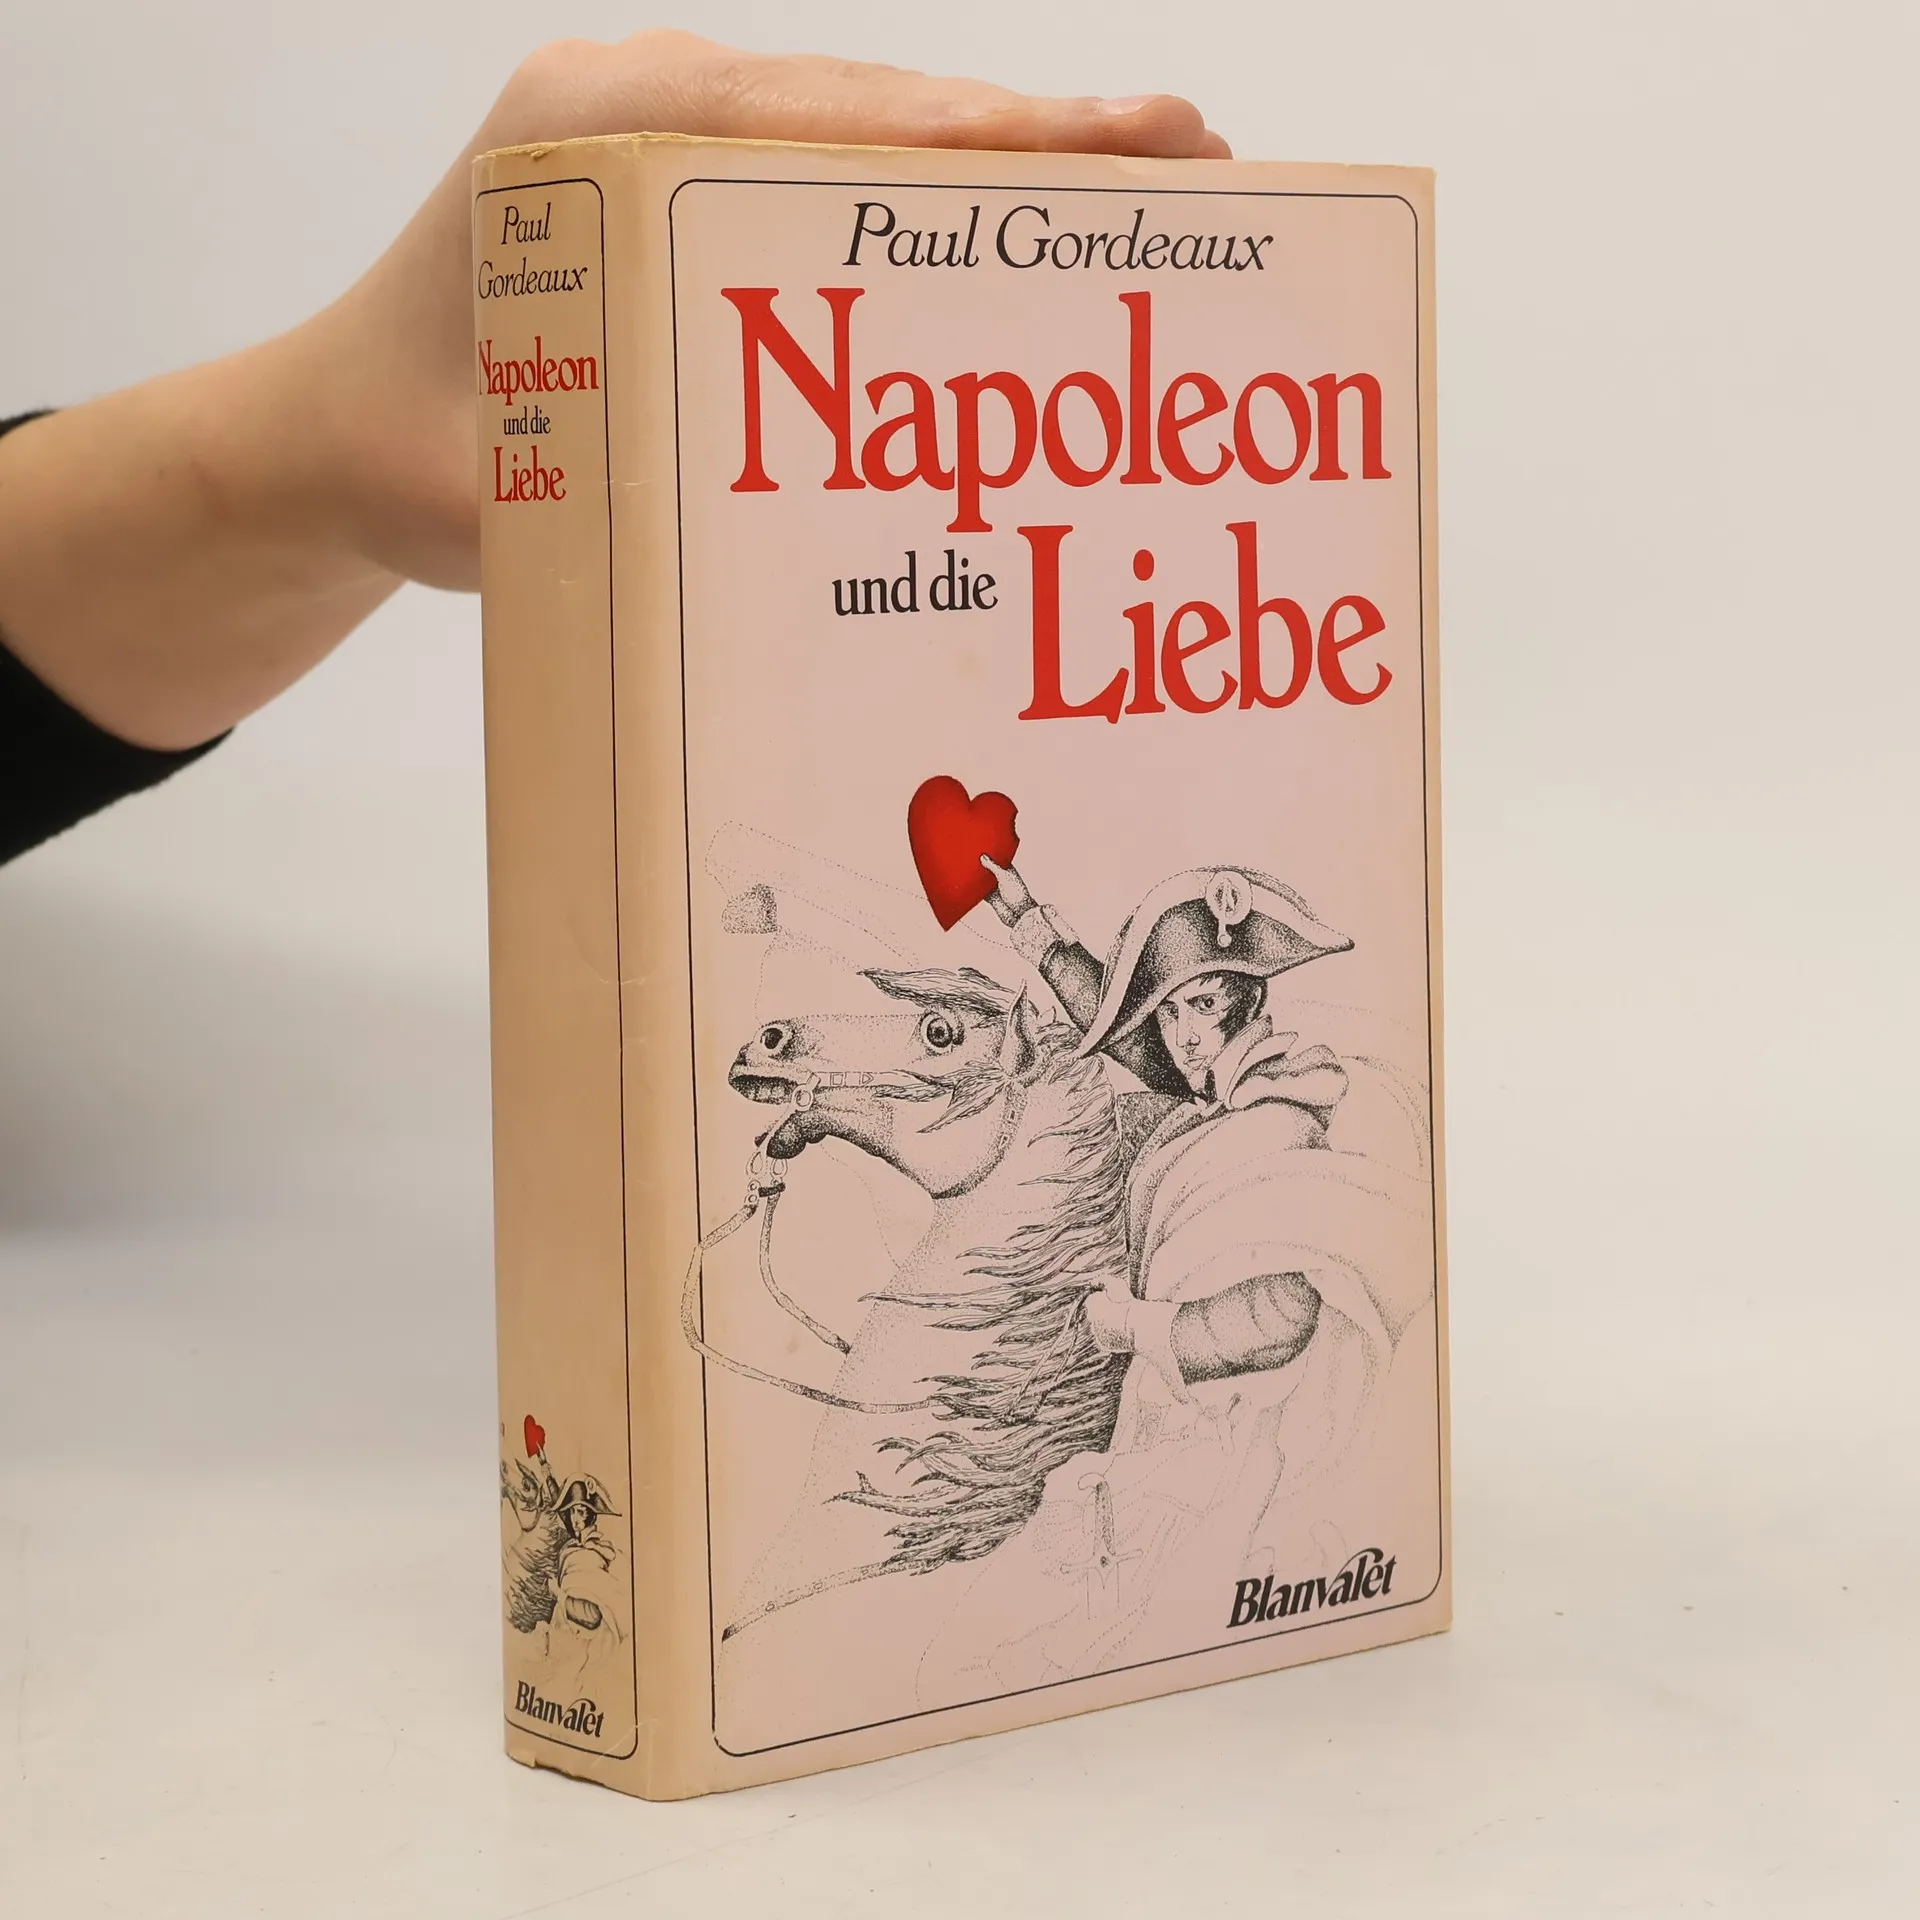 Paul
Gordeaux
Napoleon
und die
Liebe
Blanvalet
Paul Gordeaux
Napoleon
und die Liebe
Blanvalet